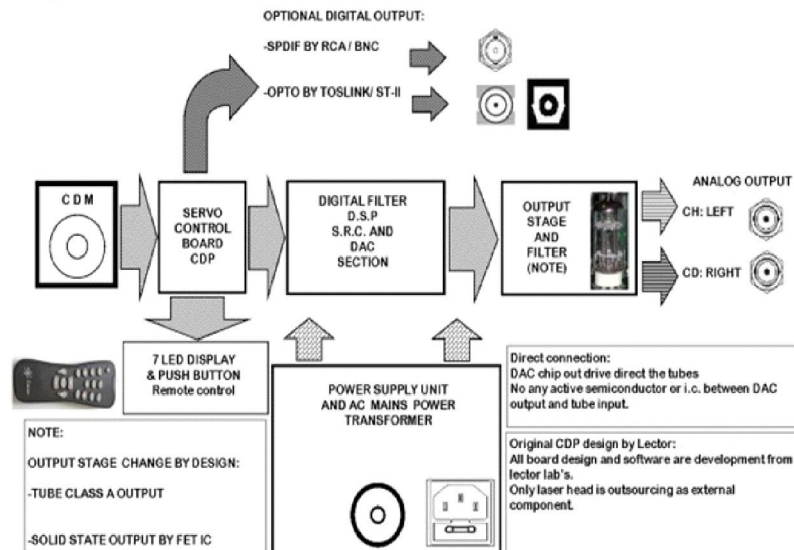 OPTIONAL DIGITAL OUTPUT:
-SPDIF BY RCA / BNC
-OPTO BY TOSLINK/ ST-II
C D M
SERVO
CONTROL
BOARD
CDP
DIGITAL FILTER
D.S.P
S.R.C. AND
DAC
SECTION
OUTPUT
STAGE
AND
FILTER
(NOTE)
ANALOG OUTPUT
CH: LEFT
CD: RIGHT
7 LED DISPLAY
& PUSH BUTTON
Remote control
POWER SUPPLY UNIT
AND AC MAINS POWER
TRANSFORMER
Direct connection:
DAC chip out drive direct the tubes
No any active semiconductor or i.c. between DAC
output and tube input.
NOTE:
OUTPUT STAGE CHANGE BY DESIGN:
-TUBE CLASS A OUTPUT
-SOLID STATE OUTPUT BY FET IC
Original CDP design by Lector:
All board design and software are development from
lector lab's.
Only laser head is outsourcing as external
component.